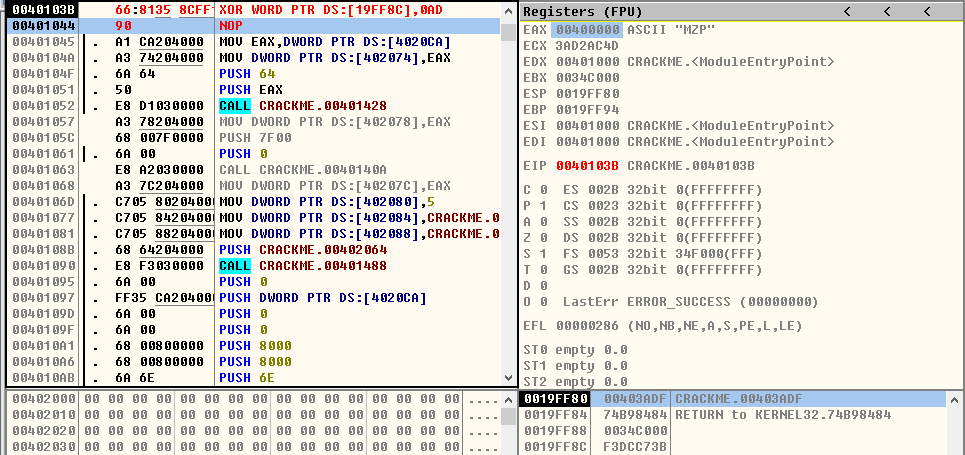 0040103B 66:8135 8CFF XOR WORD PTR DS:[19FF8C],0AD
00401044 90 NOP
00401045 . A1 CA204000 MOV EAX,DWORD PTR DS:[4020CA]
0040104A . A3 74204000 MOV DWORD PTR DS:[402074],EAX
0040104F . 6A 64 PUSH 64
00401051 . 50 PUSH EAX
00401052 . E8 D1030000 CALL CRACKME.00401428
00401057 A3 78204000 MOV DWORD PTR DS:[402078],EAX
0040105C 68 007F0000 PUSH 7F00
00401061 . 6A 00 PUSH 0
00401063 E8 A2030000 CALL CRACKME.0040140A
00401068 A3 7C204000 MOV DWORD PTR DS:[40207C],EAX
0040106D . C705 80204000 MOV DWORD PTR DS:[402080],5
00401077 . C705 84204000 MOV DWORD PTR DS:[402084],CRACKME.0
00401081 . C705 88204000 MOV DWORD PTR DS:[402088],CRACKME.0
0040108B . 68 64204000 PUSH CRACKME.00402064
00401090 . E8 F3030000 CALL CRACKME.00401488
00401095 . 6A 00 PUSH 0
00401097 . FF35 CA204000 PUSH DWORD PTR DS:[4020CA]
0040109D . 6A 00 PUSH 0
0040109F . 6A 00 PUSH 0
004010A1 . 68 00800000 PUSH 8000
004010A6 . 68 00800000 PUSH 8000
004010AB . 6A 6E PUSH 6E
Registers (FPU) < < <
EAX 00400000 ASCII "MZP"
ECX 3AD2AC4D
EDX 00401000 CRACKME.<ModuleEntryPoint>
EBX 0034C000
ESP 0019FF80
EBP 0019FF94
ESI 00401000 CRACKME.<ModuleEntryPoint>
EDI 00401000 CRACKME.<ModuleEntryPoint>
EIP 0040103B CRACKME.0040103B
C 0 ES 002B 32bit 0(FFFFFFFF)
P 1 CS 0023 32bit 0(FFFFFFFF)
A 0 SS 002B 32bit 0(FFFFFFFF)
Z 0 DS 002B 32bit 0(FFFFFFFF)
S 1 FS 0053 32bit 34F000(FFF)
T 0 GS 002B 32bit 0(FFFFFFFF)
D 0
O 0 LastErr ERROR_SUCCESS (00000000)
EFL 00000286 (NO,NB,NE,A,S,PE,L,LE)
ST0 empty 0.0
ST1 empty 0.0
ST2 empty 0.0
00402000 00 00 00 00 00 00 00 00 00 00 00 00 00 00 00 00 ....
00402010 00 00 00 00 00 00 00 00 00 00 00 00 00 00 00 00 ....
00402020 00 00 00 00 00 00 00 00 00 00 00 00 00 00 00 00 ....
00402030 00 00 00 00 00 00 00 00 00 00 00 00 00 00 00 00 ....
0019FF80 00403ADF CRACKME.00403ADF
0019FF84 74B98484 RETURN to KERNEL32.74B98484
0019FF88 0034C000
0019FF8C F3DCC73B